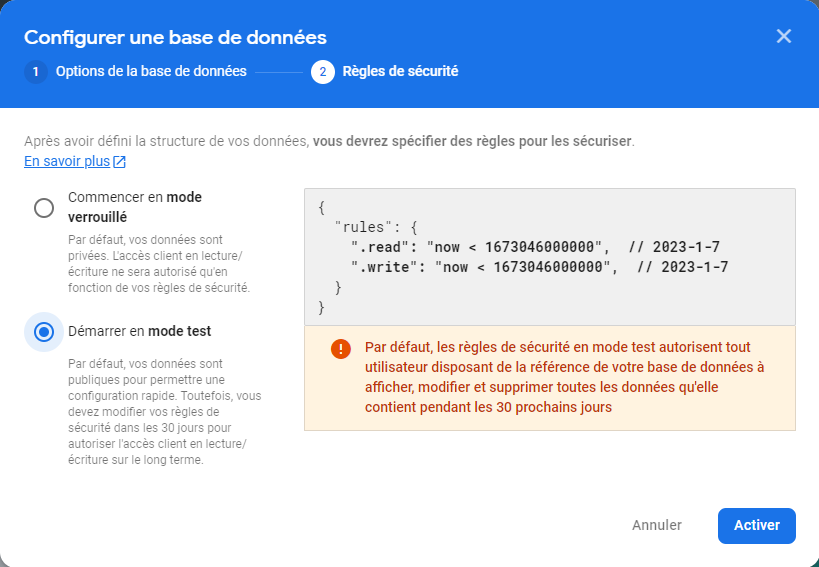 Configurer une base de données
1 Options de la base de données 2 Règles de sécurité
Après avoir défini la structure de vos données, vous devrez spécifier des règles pour les sécuriser.
En savoir plus
Commencer en mode
verrouillé
Par défaut, vos données sont
privées. L'accès client en lecture/
écriture ne sera autorisé qu'en
fonction de vos règles de sécurité.
Démarrer en mode test
Par défaut, vos données sont
publiques pour permettre une
configuration rapide. Toutefois, vous
devez modifier vos règles de
sécurité dans les 30 jours pour
autoriser l'accès client en lecture/
écriture sur le long terme.
{
"rules": {
".read": "now < 1673046000000", // 2023-1-7
".write": "now < 1673046000000", // 2023-1-7
}
}
Par défaut, les règles de sécurité en mode test autorisent tout
utilisateur disposant de la référence de votre base de données à
afficher, modifier et supprimer toutes les données qu'elle
contient pendant les 30 prochains jours
Annuler Activer